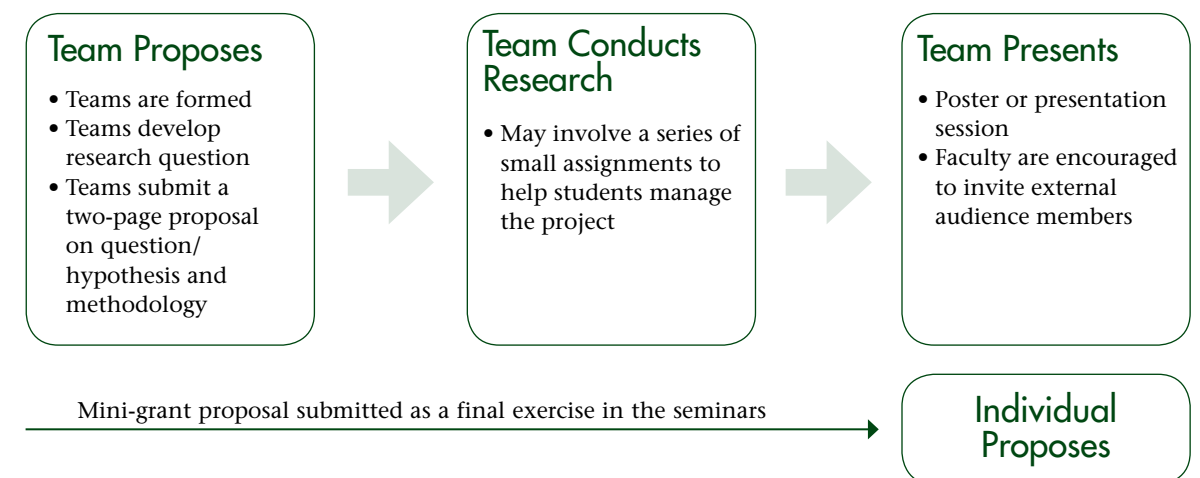 Team Proposes
• Teams are formed
• Teams develop
research question
• Teams submit a
two-page proposal
on question/
hypothesis and
methodology
Team Conducts
Research
• May involve a series of
small assignments to
help students manage
the project
Team Presents
• Poster or presentation
session
• Faculty are encouraged
to invite external
audience members
Mini-grant proposal submitted as a final exercise in the seminars
Individual
Proposes